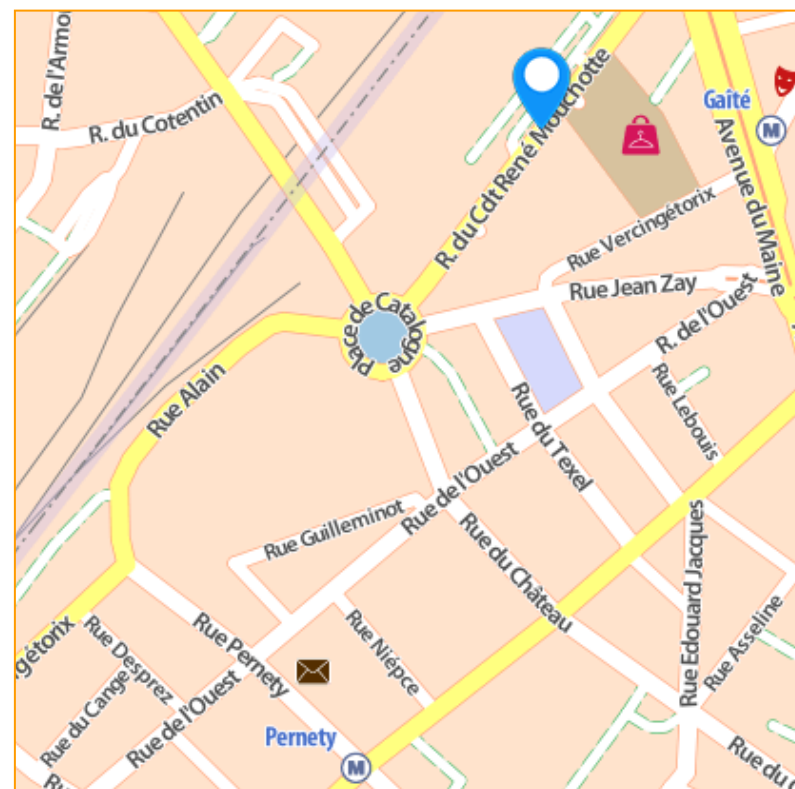 R. de l'Armo
R. du Cotentin
R. du Cdt René Mouchotte
Gaîté
M
Avenue du Maine
Rue Vercingétorix
Rue Jean Zay
R. de l'Ouest
Place de Catalogne
Rue Alain
Rue du Texel
Rue Lebouis
Rue de l'Ouest
Rue Guilleminot
Rue du Château
Rue Edouard Jacques
Rue Asseline
gétorix
Rue Desprez
Rue Pernety
Rue Niépce
Rue du Cange
Rue de l'Ouest
Pernety
M
Rue du C